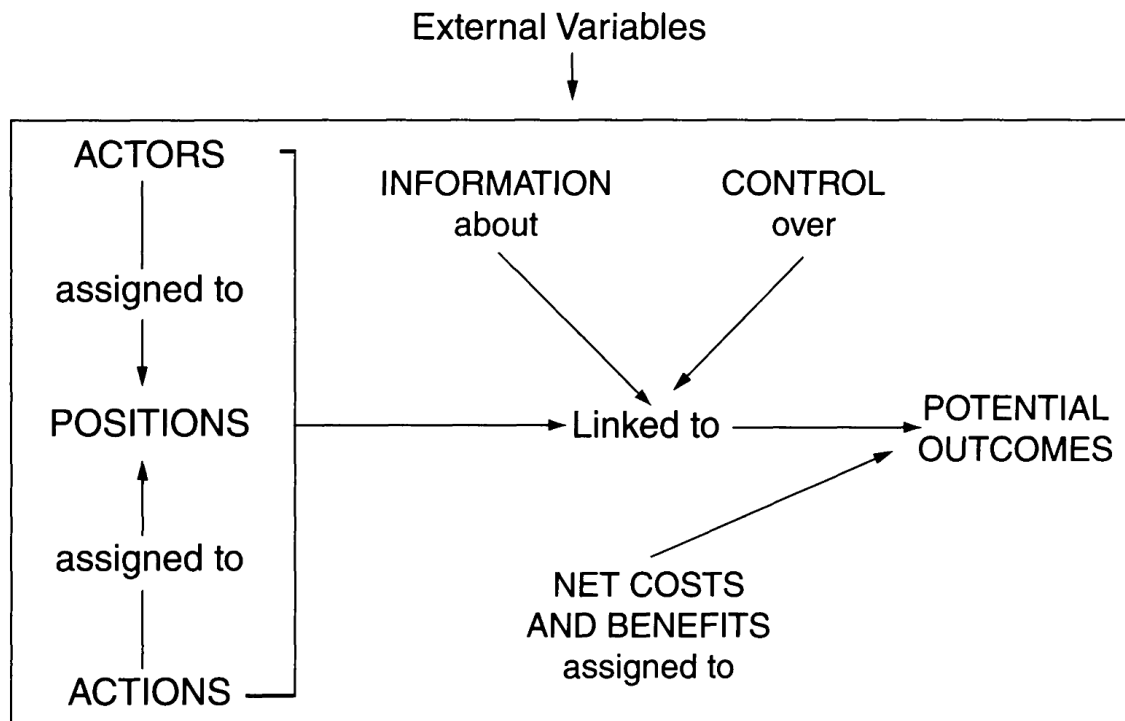 External Variables
ACTORS
assigned to
POSITIONS
assigned to
ACTIONS
INFORMATION
about
CONTROL
over
Linked to
POTENTIAL
OUTCOMES
NET COSTS
AND BENEFITS
assigned to